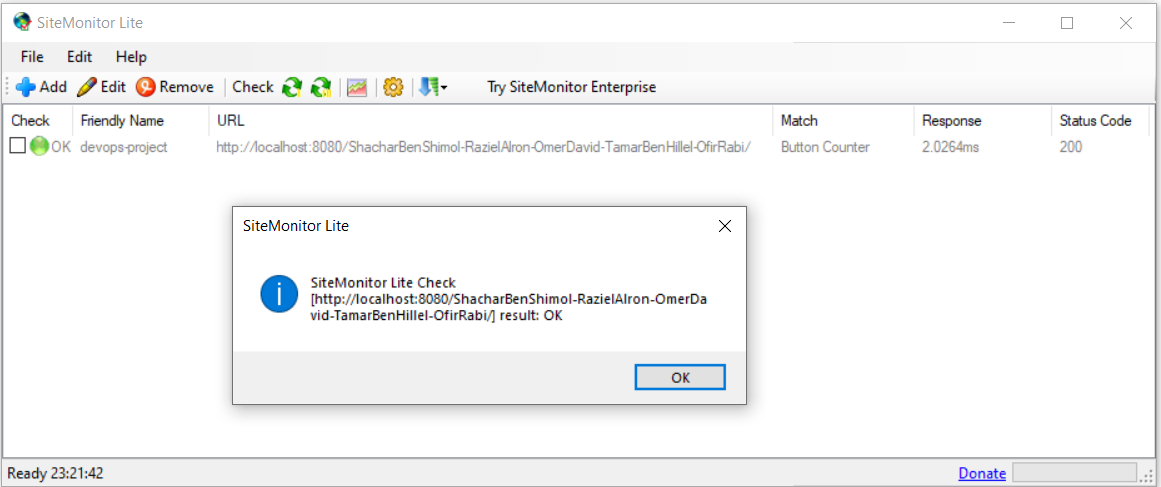 SiteMonitor Lite
File Edit Help
Add Edit Remove Check Try SiteMonitor Enterprise
Check Friendly Name URL Match Response Status Code
OK devops-project http://localhost:8080/ShacharBenShimol-RazielAlron-OmerDavid-TamarBenHillel-OfirRabi/ Button Counter 2.0264ms 200
SiteMonitor Lite
SiteMonitor Lite Check
[http://localhost:8080/ShacharBenShimol-RazielAlron-OmerDa
vid-TamarBenHillel-OfirRabi/] result: OK
OK
Ready 23:21:42 Donate